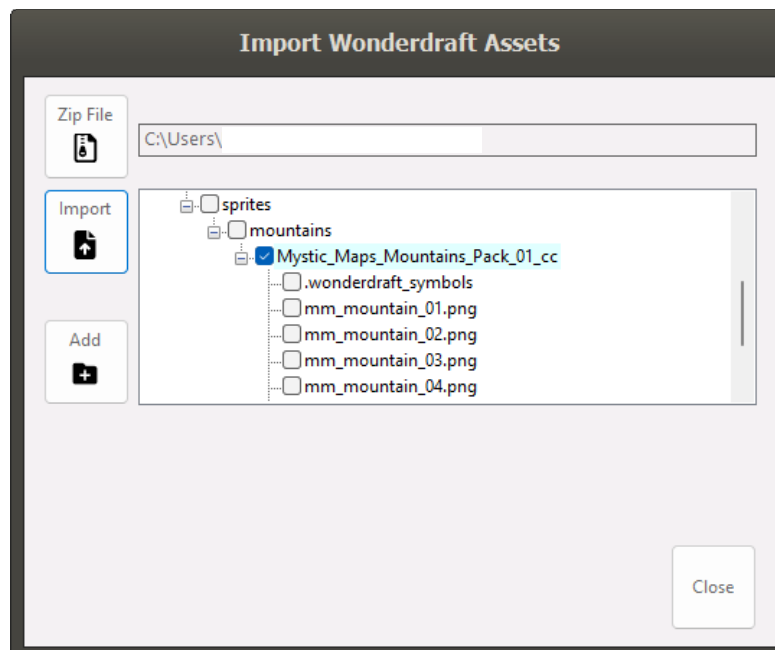 Import Wonderdraft Assets
Zip File
C:\Users\
Import
sprites
mountains
Mystic_Maps_Mountains_Pack_01_cc
.wonderdraft_symbols
mm_mountain_01.png
mm_mountain_02.png
mm_mountain_03.png
mm_mountain_04.png
Add
Close